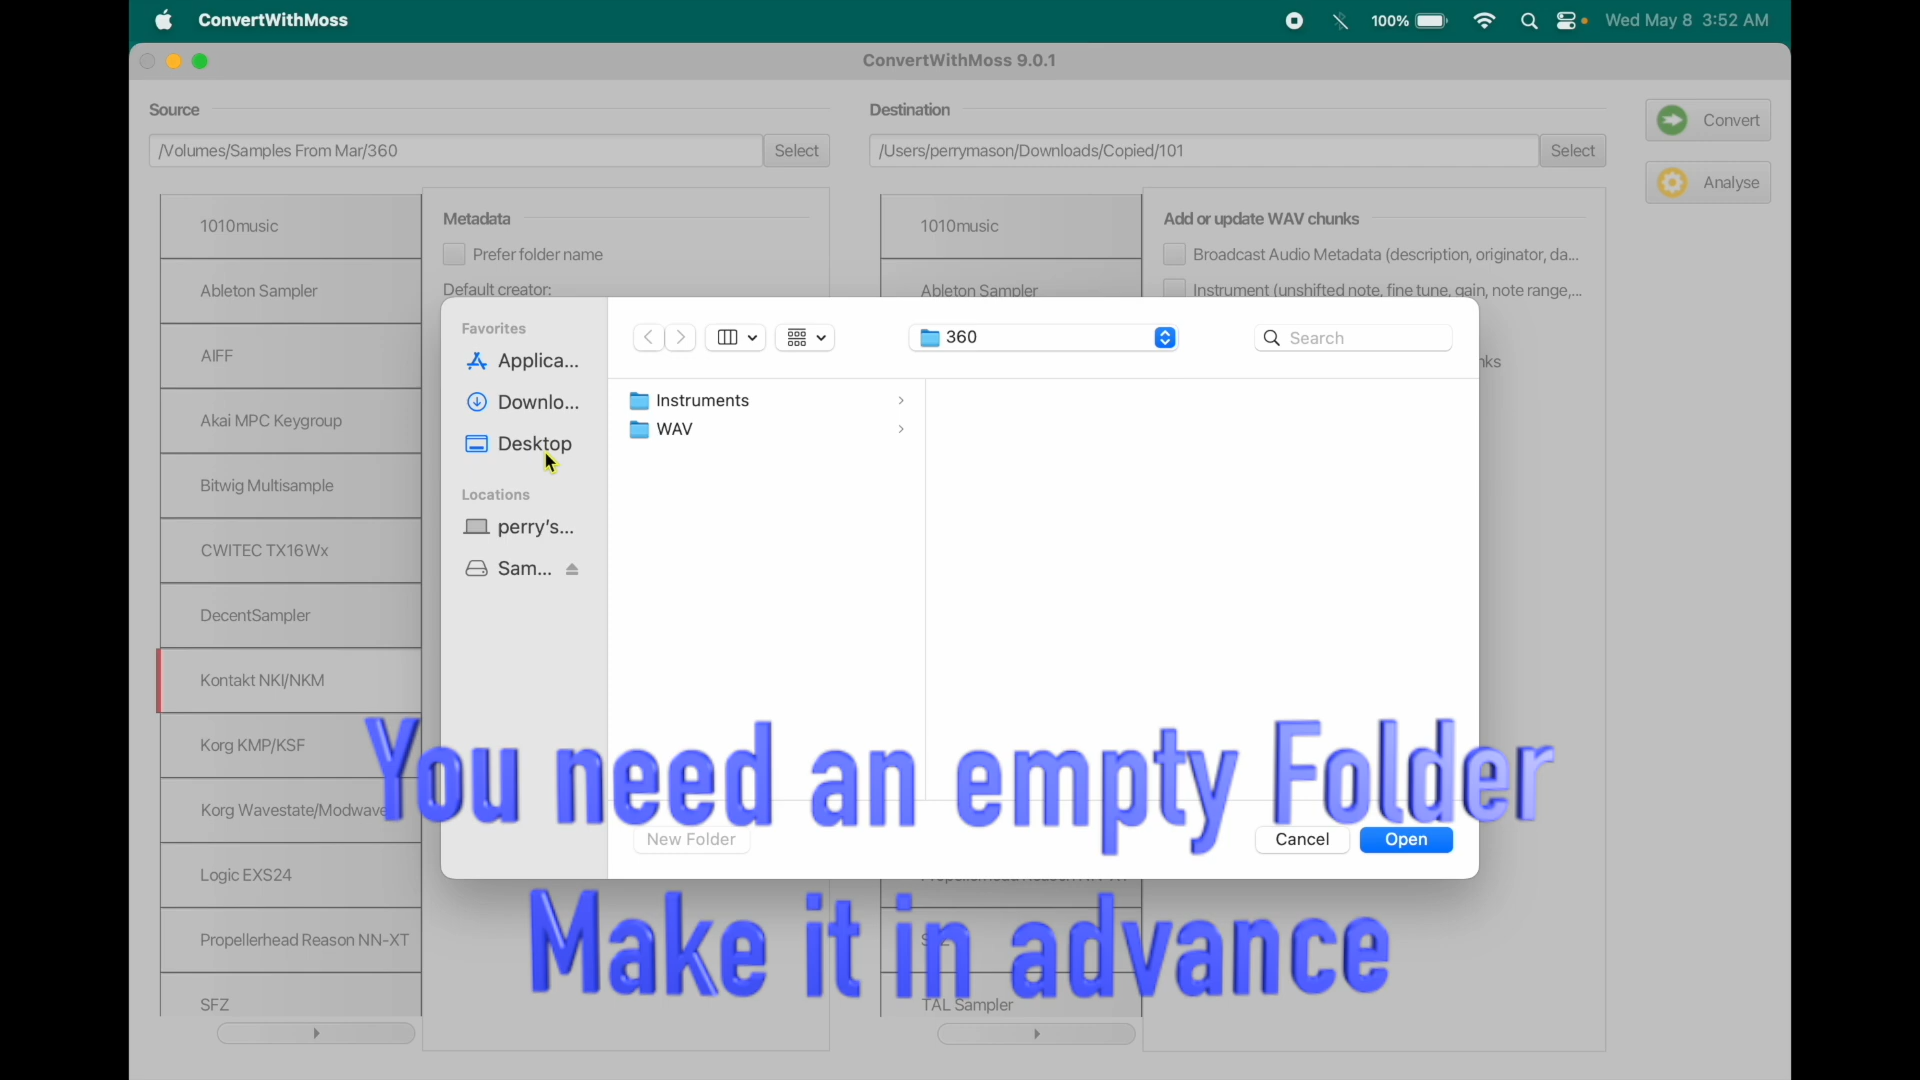 ConvertWithMoss
100%
Wed May 8 3:52 AM
ConvertWithMoss 9.0.1
Source
/Volumes/Samples From Mar/360
Select
Destination
/Users/perrymason/Downloads/Copied/101
Select
Convert
Analyse
1010music
Ableton Sampler
AIFF
Akai MPC Keygroup
Bitwig Multisample
CWITEC TX16Wx
DecentSampler
Kontakt NKI/NKM
Korg KMP/KSF
Korg Wavestate/Modwave
Logic EXS24
Propellerhead Reason NN-XT
SFZ
Metadata
Prefer folder name
Default creator:
1010music
Ableton Sampler
SFZ
TAL Sampler
Add or update WAV chunks
Broadcast Audio Metadata (description, originator, da...
Instrument (unshifted note, fine tune, gain, note range,...
Favorites
Applica...
Downlo...
Desktop
Locations
perry's...
Sam...
360
Search
Instruments
WAV
New Folder
Cancel
Open
You need an empty Folder
Make it in advance